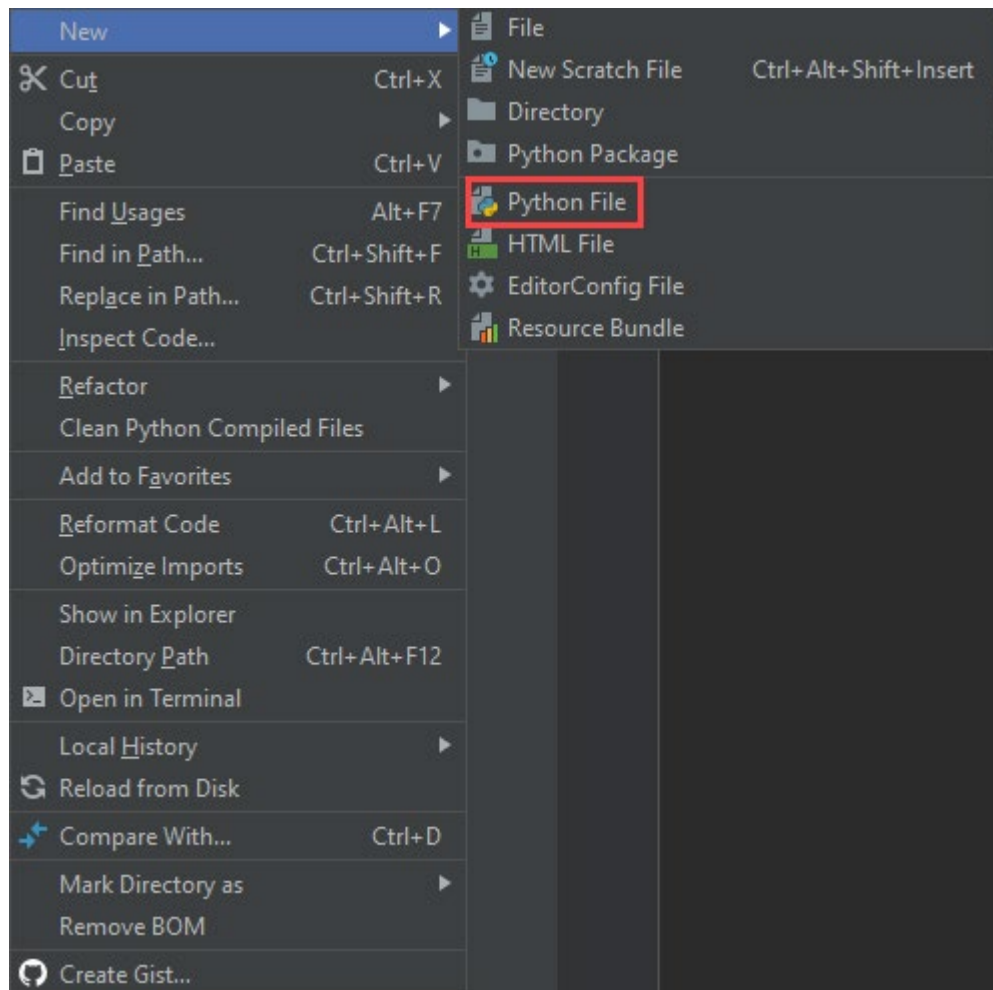 New
Cut Ctrl+X
Copy
Paste Ctrl+V
Find Usages Alt+F7
Find in Path... Ctrl+Shift+F
Replace in Path... Ctrl+Shift+R
Inspect Code...
Refactor
Clean Python Compiled Files
Add to Favorites
Reformat Code Ctrl+Alt+L
Optimize Imports Ctrl+Alt+O
Show in Explorer
Directory Path Ctrl+Alt+F12
Open in Terminal
Local History
Reload from Disk
Compare With... Ctrl+D
Mark Directory as
Remove BOM
Create Gist...
File
New Scratch File Ctrl+Alt+Shift+Insert
Directory
Python Package
Python File
H
HTML File
EditorConfig File
Resource Bundle